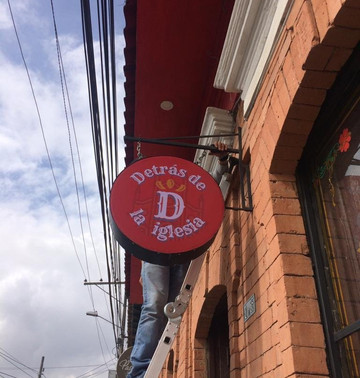 Detrás de
D
la iglesia